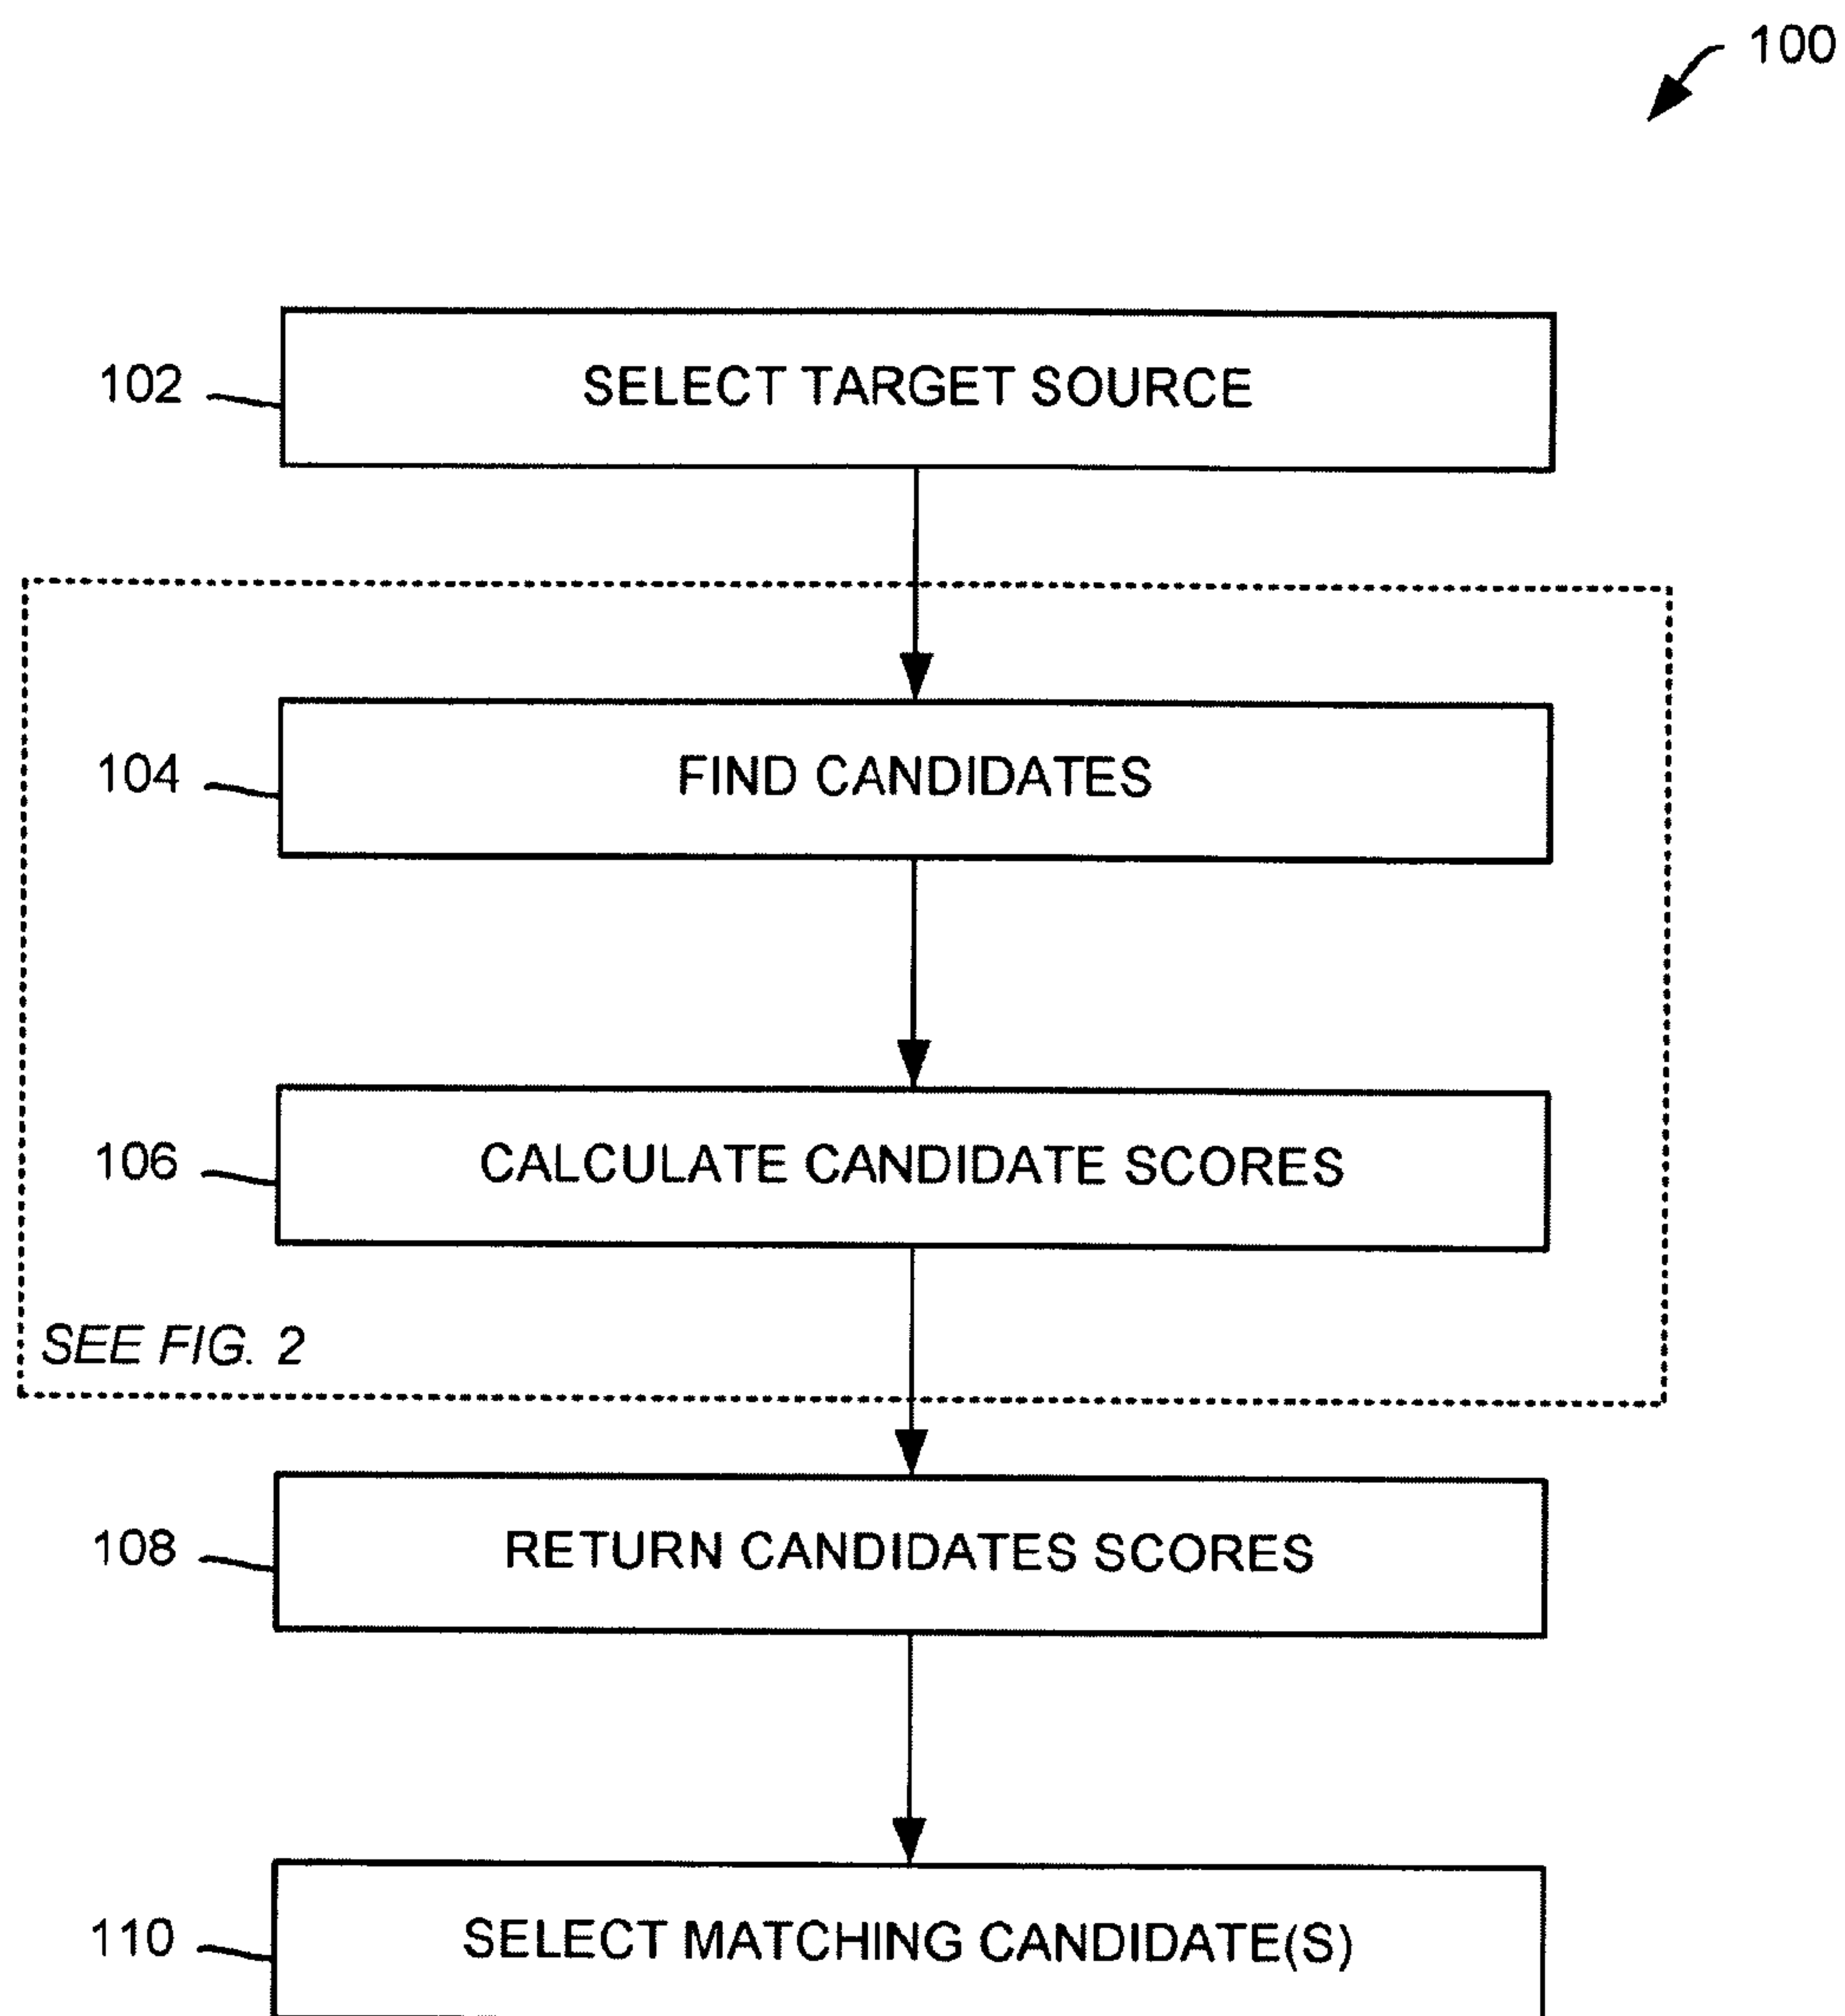 100
102 SELECT TARGET SOURCE
104 FIND CANDIDATES
106 CALCULATE CANDIDATE SCORES
SEE FIG. 2
108 RETURN CANDIDATES SCORES
110 SELECT MATCHING CANDIDATE(S)